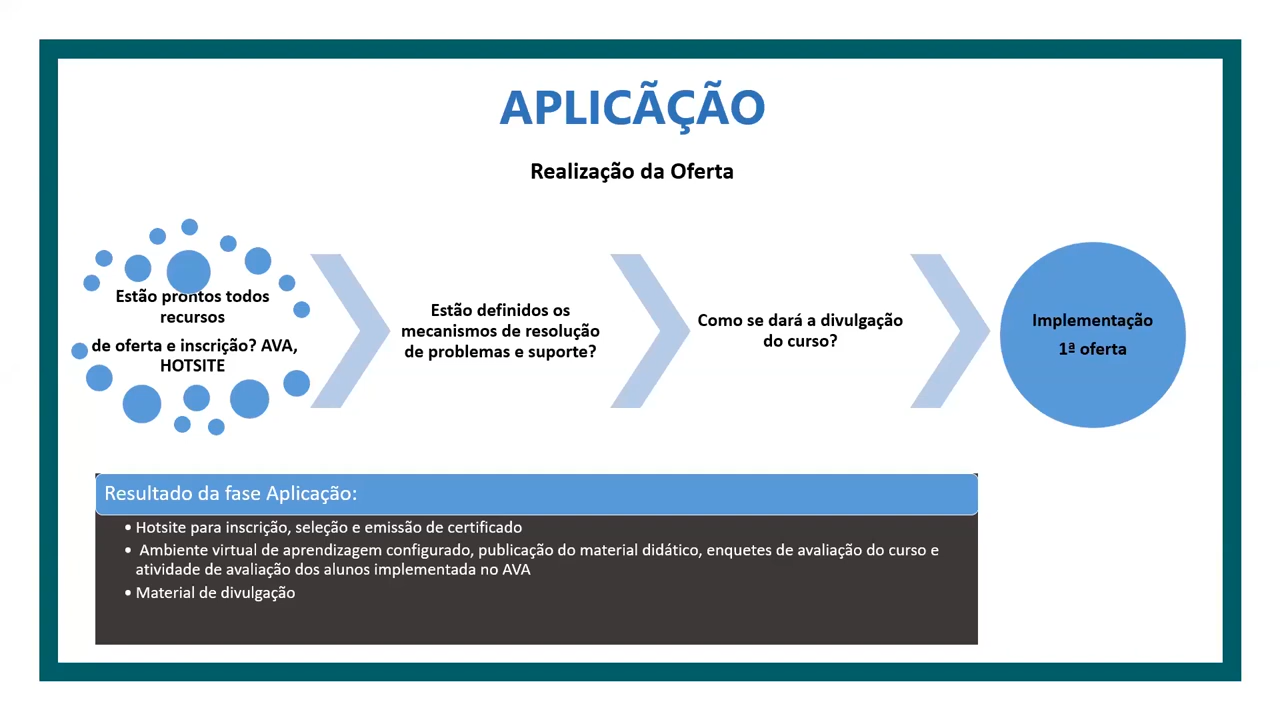 APLICÃÇÃO
Realização da Oferta
Estão prontos todos
recursos
de oferta e inscrição? AVA,
HOTSITE
Estão definidos os
mecanismos de resolução
de problemas e suporte?
Como se dará a divulgação
do curso?
Implementação
1ª oferta
Resultado da fase Aplicação:
• Hotsite para inscrição, seleção e emissão de certificado
• Ambiente virtual de aprendizagem configurado, publicação do material didático, enquetes de avaliação do curso e
atividade de avaliação dos alunos implementada no AVA
• Material de divulgação